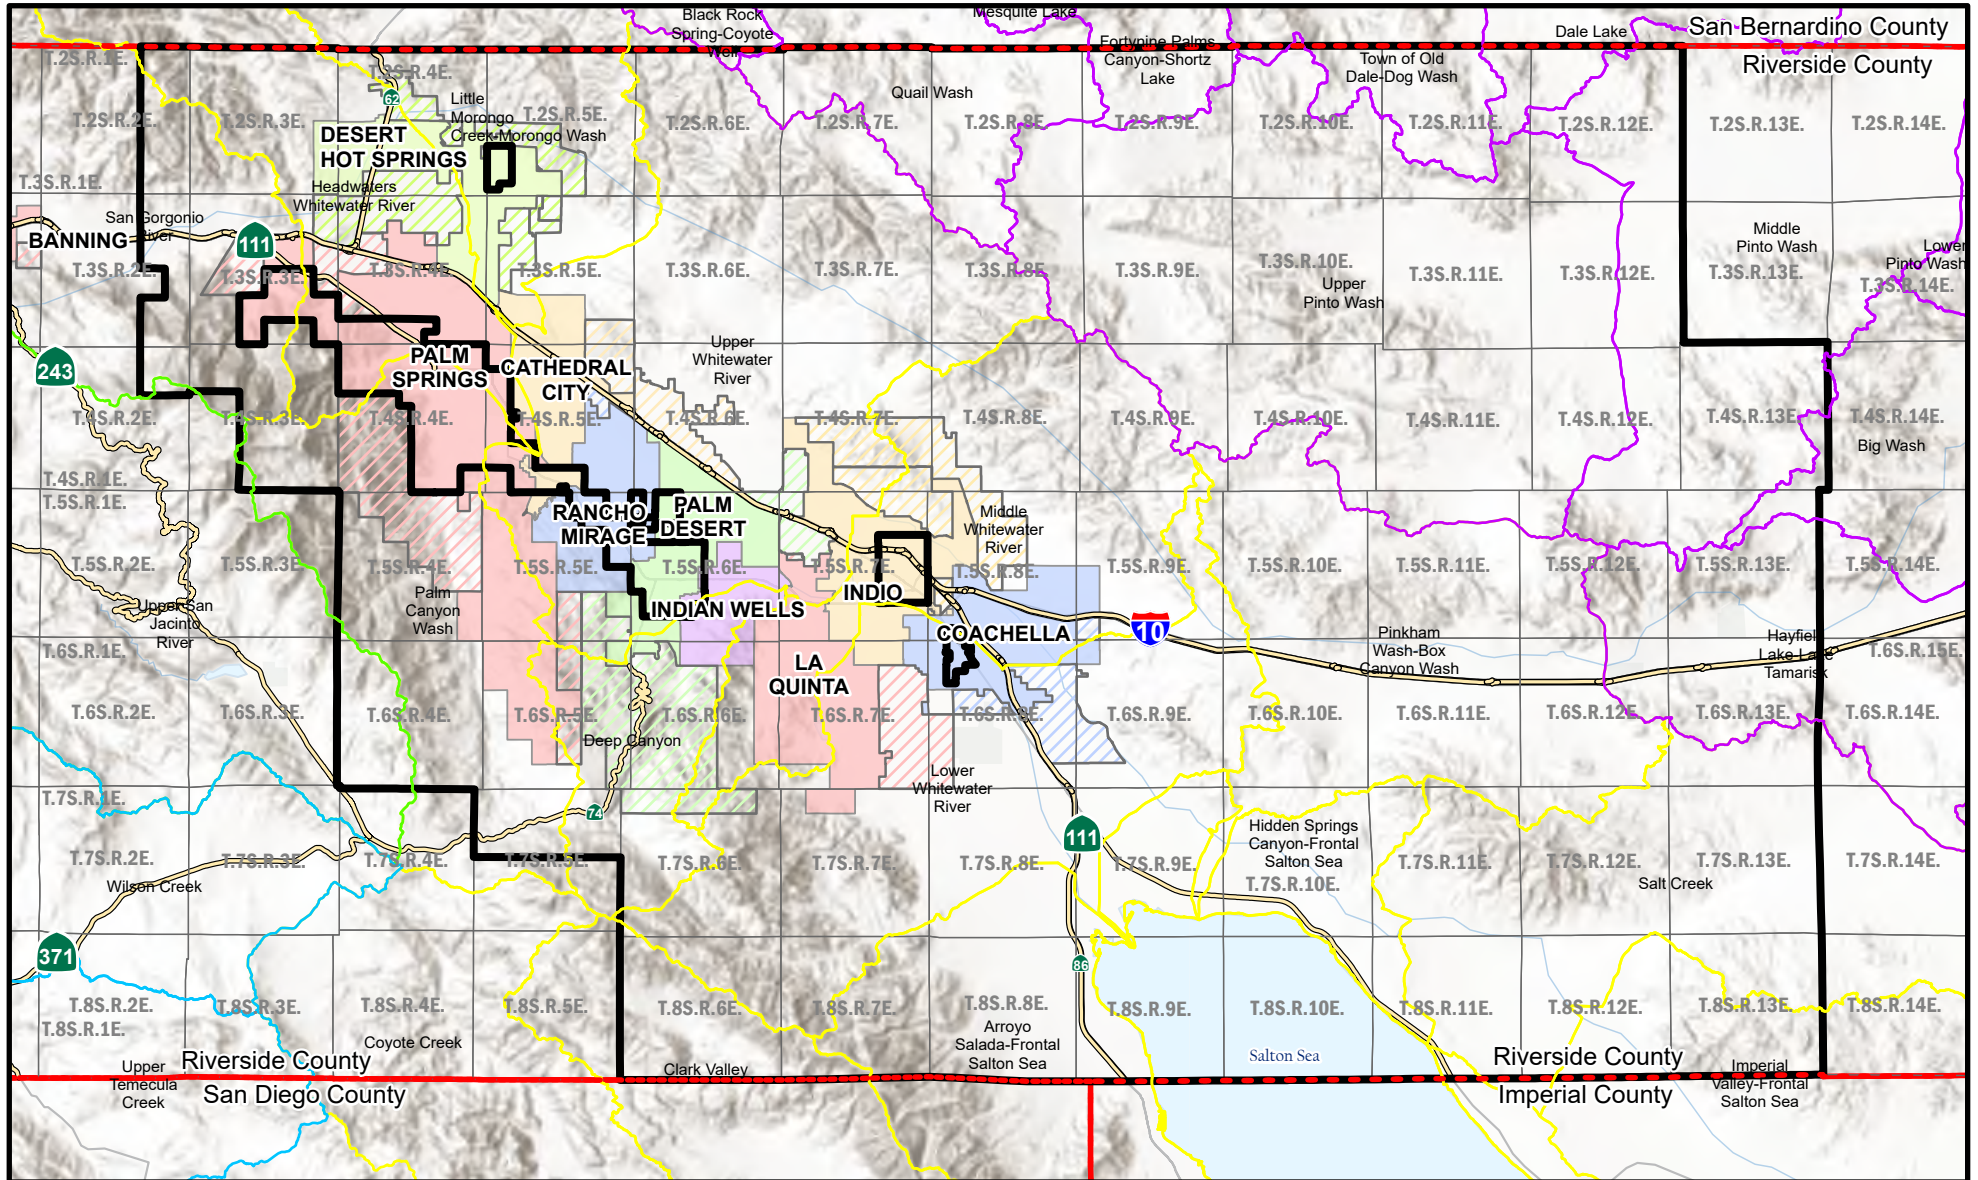 Black Rock
Spring-Coyote
Well
Mesquite Lake
Fortynine Palms
Canyon-Shortz
Lake
Dale Lake
San Bernardino County
Riverside County
Town of Old
Dale-Dog Wash
Quail Wash
T.2S.R.1E.
T.2S.R.4E.
62
Little
Morongo
Creek-Morongo Wash
T.2S.R.2E.
T.2S.R.3E.
T.2S.R.5E.
T.2S.R.6E.
T.2S.R.7E.
T.2S.R.8E.
T.2S.R.9E.
T.2S.R.10E.
T.2S.R.11E.
T.2S.R.12E.
T.2S.R.13E.
T.2S.R.14E.
DESERT
HOT SPRINGS
T.3S.R.1E.
Headwaters
Whitewater River
San Gorgonio
River
BANNING
111
Middle
Pinto Wash
Lower
Pinto Wash
T.3S.R.2E.
T.3S.R.3E.
T.3S.R.4E.
T.3S.R.5E.
T.3S.R.6E.
T.3S.R.7E.
T.3S.R.8E.
T.3S.R.9E.
T.3S.R.10E.
Upper
Pinto Wash
T.3S.R.11E.
T.3S.R.12E.
T.3S.R.13E.
T.3S.R.14E.
243
PALM
SPRINGS
CATHEDRAL
CITY
Upper
Whitewater
River
T.4S.R.2E.
T.4S.R.3E.
T.4S.R.4E.
T.4S.R.5E.
T.4S.R.6E.
T.4S.R.7E.
T.4S.R.8E.
T.4S.R.9E.
T.4S.R.10E.
T.4S.R.11E.
T.4S.R.12E.
T.4S.R.13E.
T.4S.R.14E.
Big Wash
T.4S.R.1E.
T.5S.R.1E.
RANCHO
MIRAGE
PALM
DESERT
Middle
Whitewater
River
T.5S.R.2E.
T.5S.R.3E.
T.5S.R.4E.
T.5S.R.5E.
T.5S.R.6E.
T.5S.R.7E.
T.5S.R.8E.
T.5S.R.9E.
T.5S.R.10E.
T.5S.R.11E.
T.5S.R.12E.
T.5S.R.13E.
T.5S.R.14E.
Upper San
Jacinto
River
Palm
Canyon
Wash
INDIAN WELLS
INDIO
COACHELLA
10
Pinkham
Wash-Box
Canyon Wash
Hayfield
Lake-Lake
Tamarisk
T.6S.R.1E.
T.6S.R.15E.
LA
QUINTA
T.6S.R.2E.
T.6S.R.3E.
T.6S.R.4E.
T.6S.R.5E.
T.6S.R.6E.
T.6S.R.7E.
T.6S.R.8E.
T.6S.R.9E.
T.6S.R.10E.
T.6S.R.11E.
T.6S.R.12E.
T.6S.R.13E.
T.6S.R.14E.
Deep Canyon
Lower
Whitewater
River
T.7S.R.1E.
74
111
Hidden Springs
Canyon-Frontal
Salton Sea
T.7S.R.2E.
T.7S.R.3E.
T.7S.R.4E.
T.7S.R.5E.
T.7S.R.6E.
T.7S.R.7E.
T.7S.R.8E.
T.7S.R.9E.
T.7S.R.10E.
T.7S.R.11E.
T.7S.R.12E.
T.7S.R.13E.
T.7S.R.14E.
Wilson Creek
Salt Creek
371
86
T.8S.R.2E.
T.8S.R.1E.
T.8S.R.3E.
T.8S.R.4E.
T.8S.R.5E.
T.8S.R.6E.
T.8S.R.7E.
T.8S.R.8E.
T.8S.R.9E.
T.8S.R.10E.
T.8S.R.11E.
T.8S.R.12E.
T.8S.R.13E.
T.8S.R.14E.
Coyote Creek
Arroyo
Salada-Frontal
Salton Sea
Salton Sea
Upper
Temecula
Creek
Riverside County
San Diego County
Clark Valley
Riverside County
Imperial County
Imperial
Valley-Frontal
Salton Sea